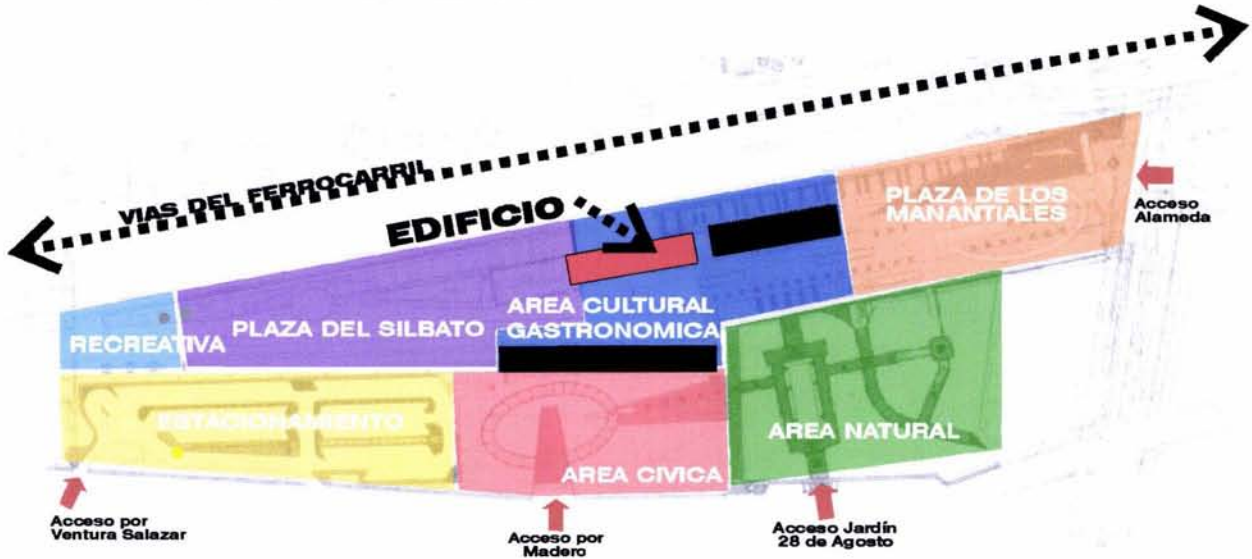 VIAS DEL FERROCARRIL
EDIFICIO
PLAZA DE LOS
MANANTIALES
Acceso
Alameda
RECREATIVA
PLAZA DEL SILBATO
AREA CULTURAL
GASTRONOMICA
ESTACIONAMIENTO
AREA CIVICA
AREA NATURAL
Acceso por
Ventura Salazar
Acceso por
Madero
Acceso Jardín
28 de Agosto